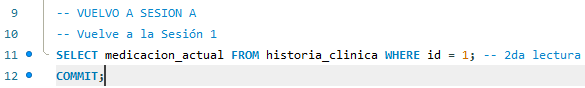 9 -- VUELVO A SESION A
10 -- Vuelve a la Sesión 1
11 SELECT medicacion_actual FROM historia_clinica WHERE id = 1; -- 2da lectura
12 COMMIT;